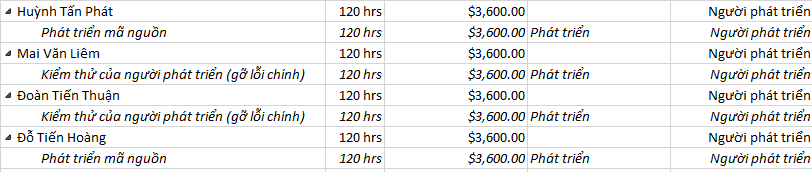 Huỳnh Tấn Phát 120 hrs $3,600.00 Người phát triển
Phát triển mã nguồn 120 hrs $3,600.00 Phát triển Người phát triển
Mai Văn Liêm 120 hrs $3,600.00 Người phát triển
Kiểm thử của người phát triển (gỡ lỗi chính) 120 hrs $3,600.00 Phát triển Người phát triển
Đoàn Tiến Thuận 120 hrs $3,600.00 Người phát triển
Kiểm thử của người phát triển (gỡ lỗi chính) 120 hrs $3,600.00 Phát triển Người phát triển
Đỗ Tiến Hoàng 120 hrs $3,600.00 Người phát triển
Phát triển mã nguồn 120 hrs $3,600.00 Phát triển Người phát triển